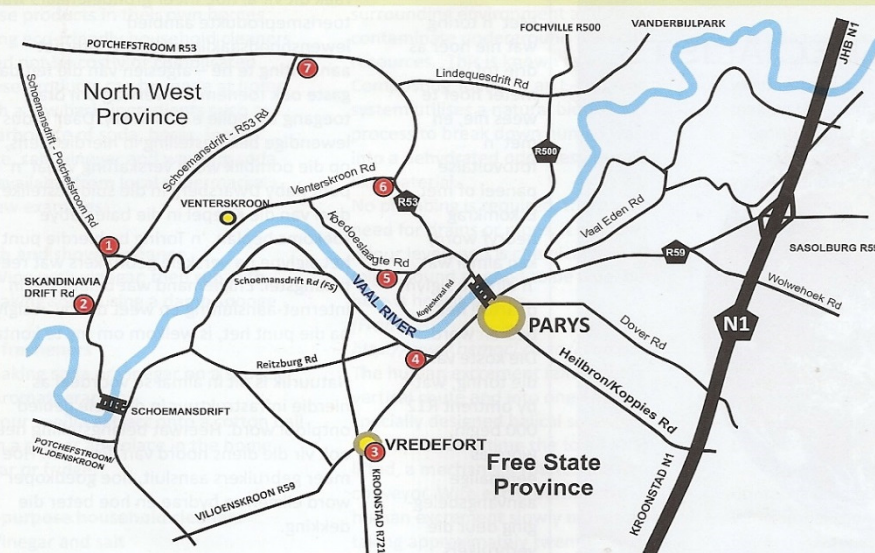 POTCHEFSTROOM R53
North West
Province
Schoemansdrift - Potchefstroom Rd
Schoemansdrift - R53 Rd
7
FOCHVILLE R500
VANDERBIJLPARK
JHB N1
Lindequesdrift Rd
R500
Venterskroon Rd
6
R53
VENTERSKROON
Koedoeslaagte Rd
5
Vaal Eden Rd
R59
SASOLBURG R59
Wolwehoek Rd
1
SKANDINAVIA
DRIFT Rd
2
Schoemansdrift Rd (FS)
VAAL RIVER
Kopjeskraal Rd
PARYS
N1
Dover Rd
Heilbron/Koppies Rd
Reitzburg Rd
4
SCHOEMANSDRIFT
POTCHEFSTROOM/
VILJOENSKROON
VREDEFORT
3
Free State
Province
VILJOENSKROON R59
KROONSTAD R721
KROONSTAD N1